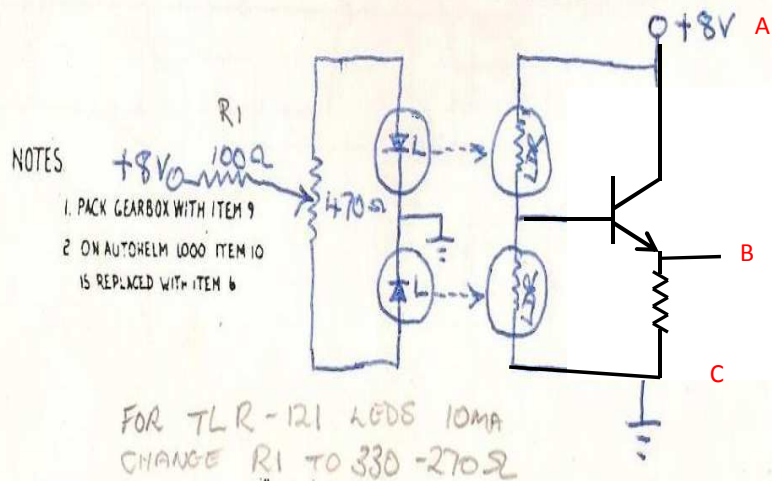 +8V A
R1
NOTES
+8V 100Ω
1. PACK GEARBOX WITH ITEM 9
470Ω
2 ON AUTOHELM 1000 ITEM 10
IS REPLACED WITH ITEM 6
L
L
B
C
FOR TLR-121 LEDS 10MA
CHANGE R1 TO 330-270Ω